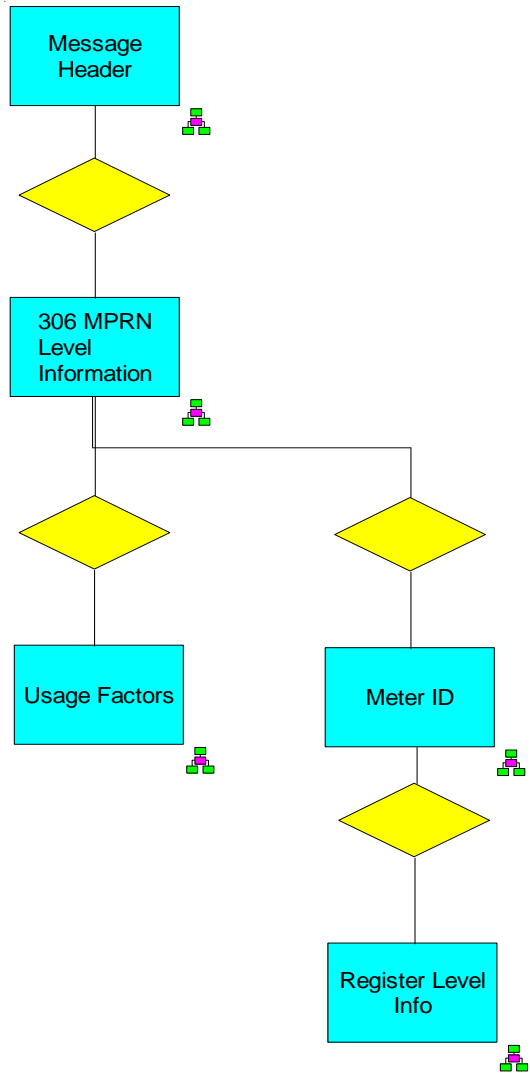 Message
Header
306 MPRN
Level
Information
Usage Factors
Meter ID
Register Level
Info